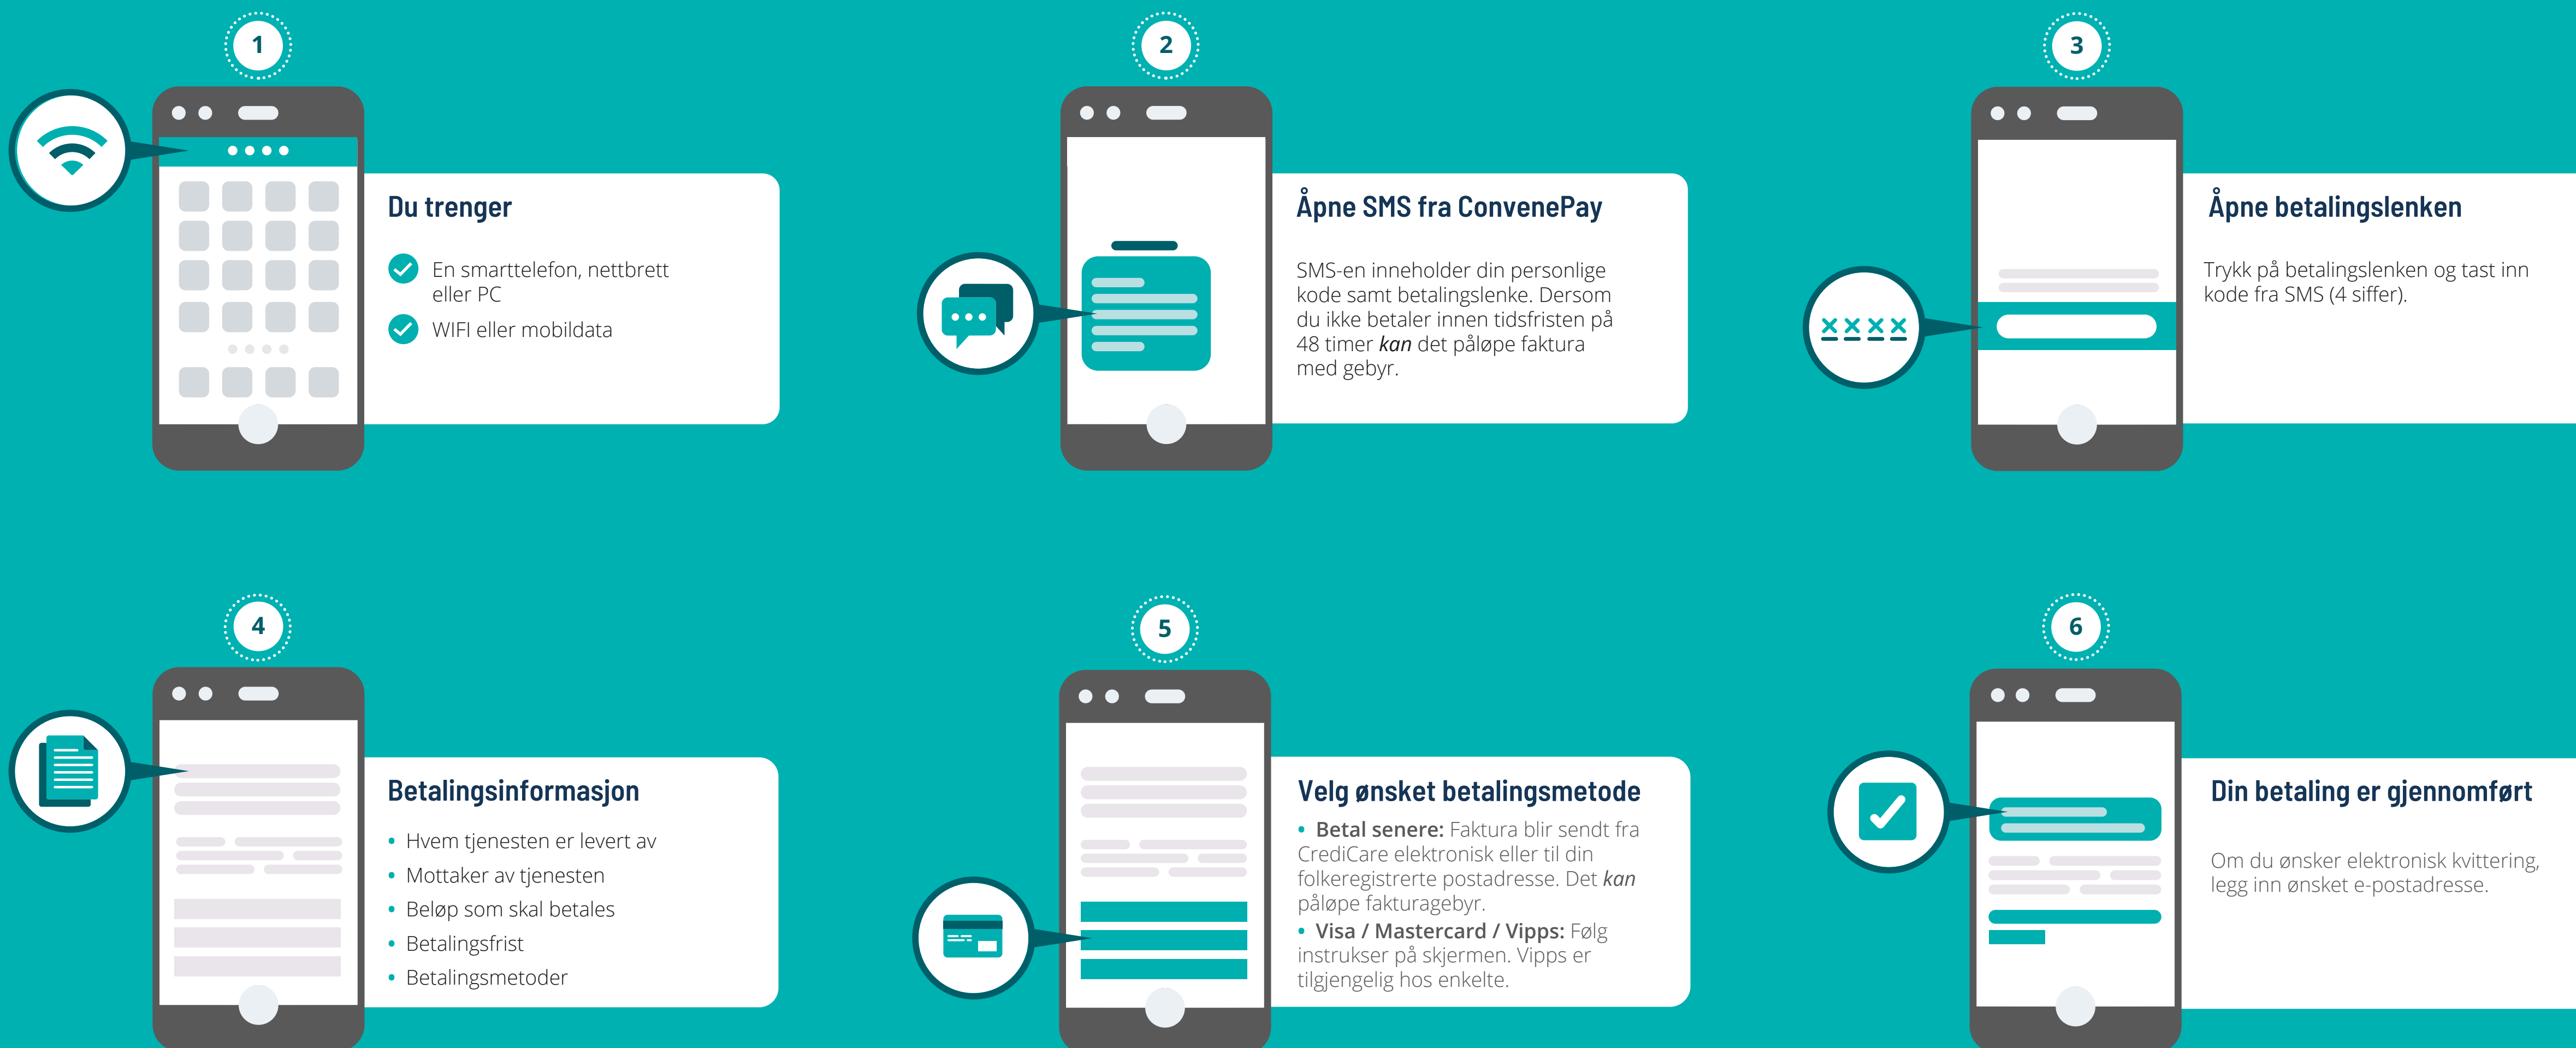 1
Du trenger
En smarttelefon, nettbrett
eller PC
WIFI eller mobildata
2
Åpne SMS fra ConvenePay
SMS-en inneholder din personlige
kode samt betalingslenke. Dersom
du ikke betaler innen tidsfristen på
48 timer kan det påløpe faktura
med gebyr.
3
Åpne betalingslenken
Trykk på betalingslenken og tast inn
kode fra SMS (4 siffer).
4
Betalingsinformasjon
• Hvem tjenesten er levert av
• Mottaker av tjenesten
• Beløp som skal betales
• Betalingsfrist
• Betalingsmetoder
5
Velg ønsket betalingsmetode
• Betal senere: Faktura blir sendt fra
CrediCare elektronisk eller til din
folkeregistrerte postadresse. Det kan
påløpe fakturagebyr.
• Visa / Mastercard / Vipps: Følg
instrukser på skjermen. Vipps er
tilgjengelig hos enkelte.
6
Din betaling er gjennomført
Om du ønsker elektronisk kvittering,
legg inn ønsket e-postadresse.